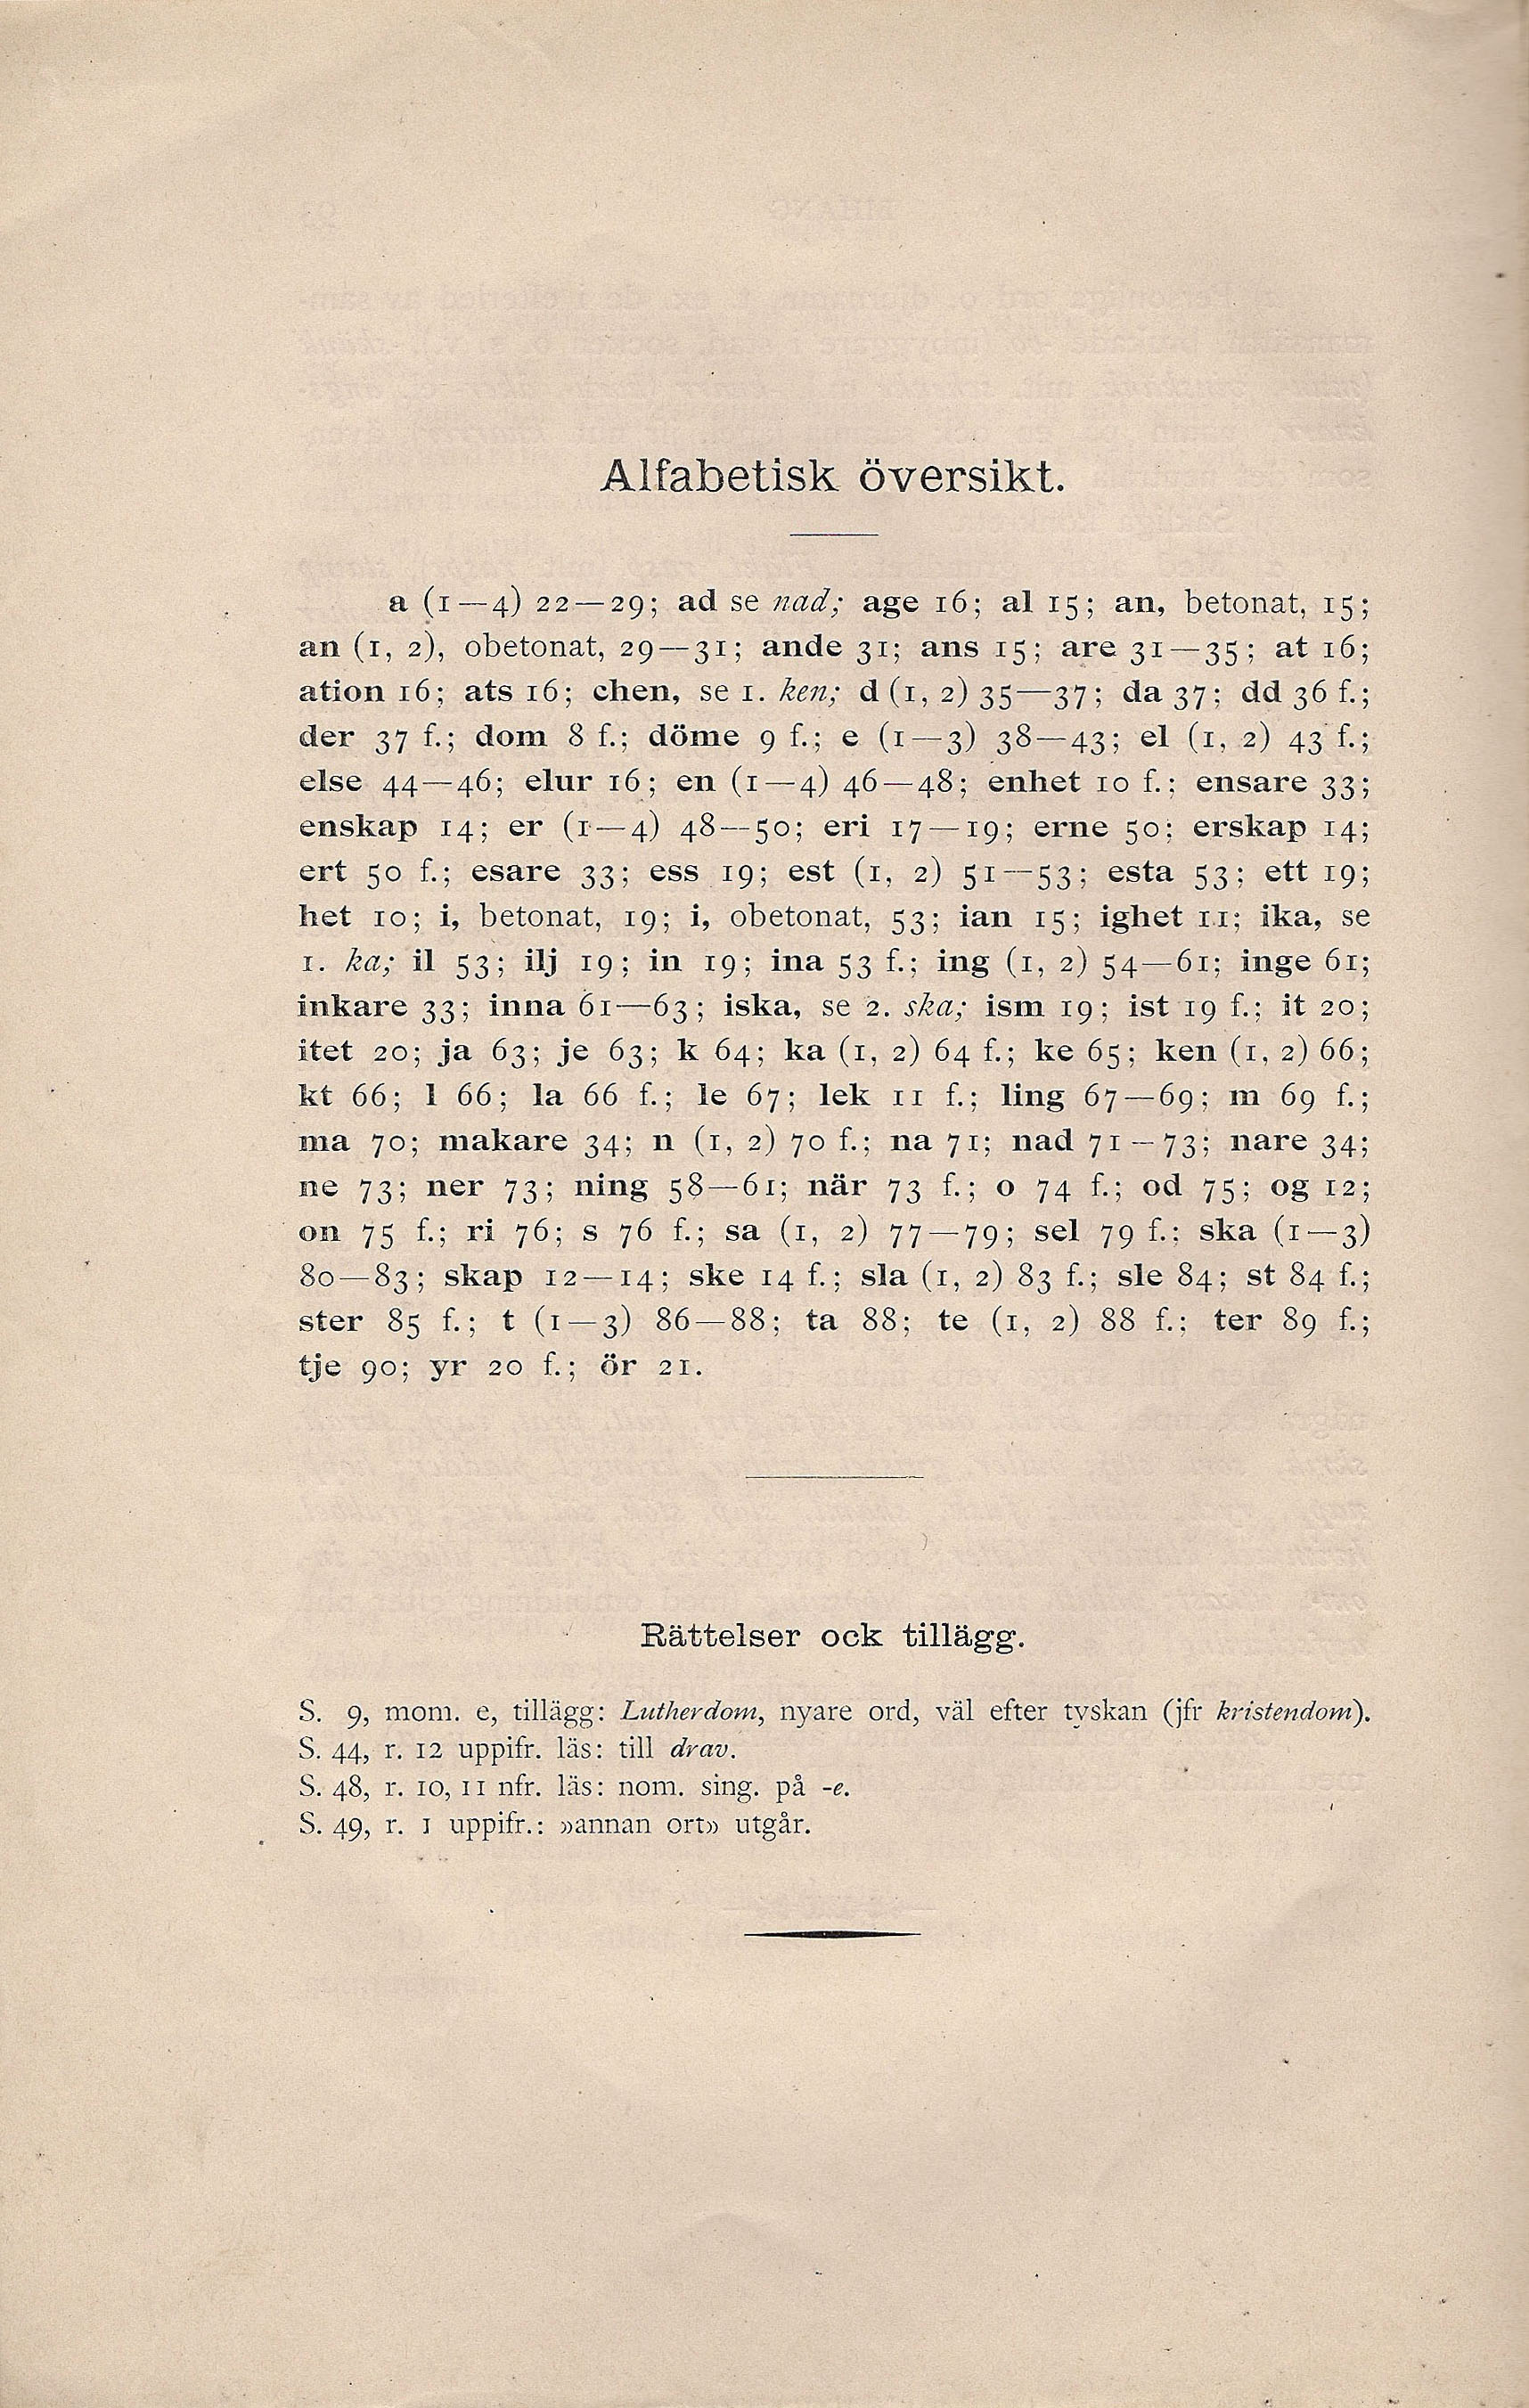 Alfabetisk översikt.
a (1—4) 22—29; ad se nad; age 16; al 15; an, betonat, 15;
an (1, 2), obetonat, 29—31; ande 31; ans 15; are 31—35; at 16;
ation 16; ats 16; chen, se 1. ken; d (1, 2) 35—37; da 37; dd 36 f.;
der 37 f.; dom 8 f.; döme 9 f.; e (1—3) 38—43; el (1, 2) 43 f.;
else 44—46; elur 16; en (1—4) 46—48; enhet 10 f.; ensare 33;
enskap 14; er (1—4) 48—50; eri 17—19; erne 50; erskap 14;
ert 50 f.; esare 33; ess 19; est (1, 2) 51—53; esta 53; ett 19;
het 10; i, betonat, 19; i, obetonat, 53; ian 15; ighet 11; ika, se
1. ka; il 53; ilj 19; in 19; ina 53 f.; ing (1, 2) 54—61; inge 61;
inkare 33; inna 61—63; iska, se 2. ska; ism 19; ist 19 f.; it 20;
itet 20; ja 63; je 63; k 64; ka (1, 2) 64 f.; ke 65; ken (1, 2) 66;
kt 66; l 66; la 66 f.; le 67; lek 11 f.; ling 67—69; m 69 f.;
ma 70; makare 34; n (1, 2) 70 f.; na 71; nad 71—73; nare 34;
ne 73; ner 73; ning 58—61; när 73 f.; o 74 f.; od 75; og 12;
on 75 f.; ri 76; s 76 f.; sa (1, 2) 77—79; sel 79 f.; ska (1—3)
80—83; skap 12—14; ske 14 f.; sla (1, 2) 83 f.; sle 84; st 84 f.;
ster 85 f.; t (1—3) 86—88; ta 88; te (1, 2) 88 f.; ter 89 f.;
tje 90; yr 20 f.; ör 21.
Rättelser ock tillägg.
S. 9, mom. e, tillägg: Lutherdom, nyare ord, väl efter tyskan (jfr kristendom).
S. 44, r. 12 uppifr. läs: till drav.
S. 48, r. 10, 11 nfr. läs: nom. sing. på -e.
S. 49, r. 1 uppifr.: »annan ort» utgår.